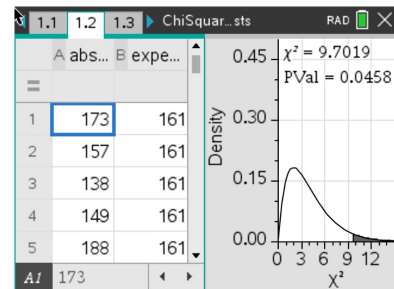 1.1 1.2 1.3 ChiSquar...sts RAD
A abs... B expe...
=
1 173 161
2 157 161
3 138 161
4 149 161
5 188 161
A1 173
χ² = 9.7019
PVal = 0.0458
Density
0.45
0.30
0.15
0.00
0 3 6 9 12
χ²